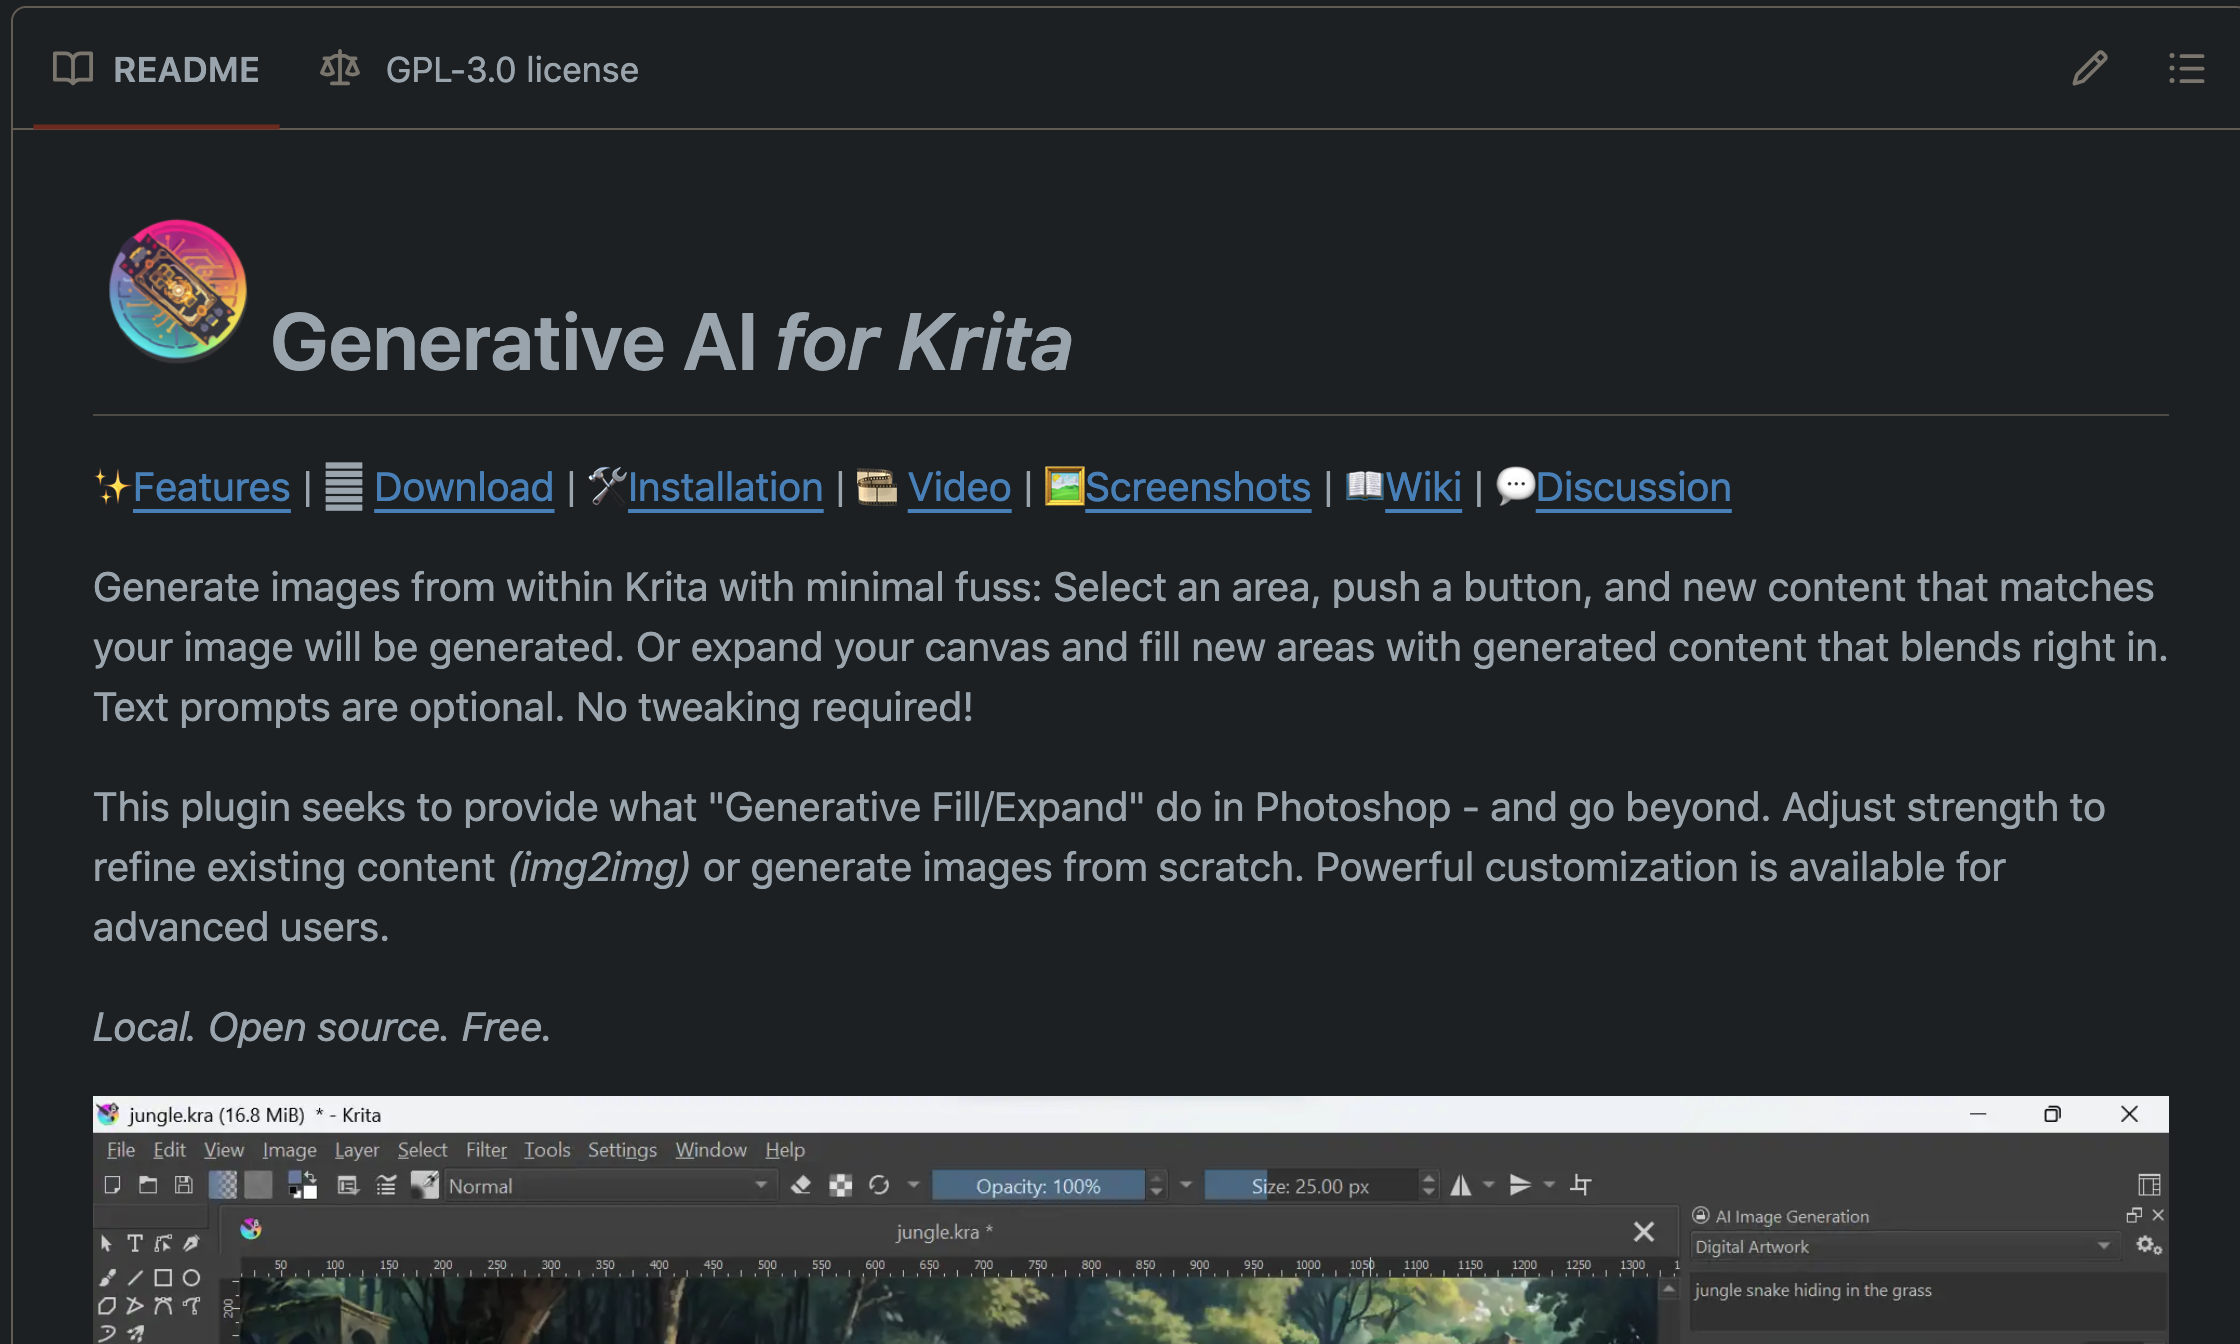 README GPL-3.0 license
Generative AI for Krita
✨Features | Download | 🛠️Installation | 🎞️ Video | 🖼️Screenshots | 📖Wiki | 💬Discussion
Generate images from within Krita with minimal fuss: Select an area, push a button, and new content that matches
your image will be generated. Or expand your canvas and fill new areas with generated content that blends right in.
Text prompts are optional. No tweaking required!
This plugin seeks to provide what "Generative Fill/Expand" do in Photoshop - and go beyond. Adjust strength to
refine existing content (img2img) or generate images from scratch. Powerful customization is available for
advanced users.
Local. Open source. Free.
jungle.kra (16.8 MiB) * - Krita
File Edit View Image Layer Select Filter Tools Settings Window Help
Normal Opacity: 100% Size: 25.00 px
jungle.kra *
AI Image Generation
Digital Artwork
50 100 150 200 250 300 350 400 450 500 550 600 650 700 750 800 850 900 950 1000 1050 1100 1150 1200 1250 1300 1
jungle snake hiding in the grass
200